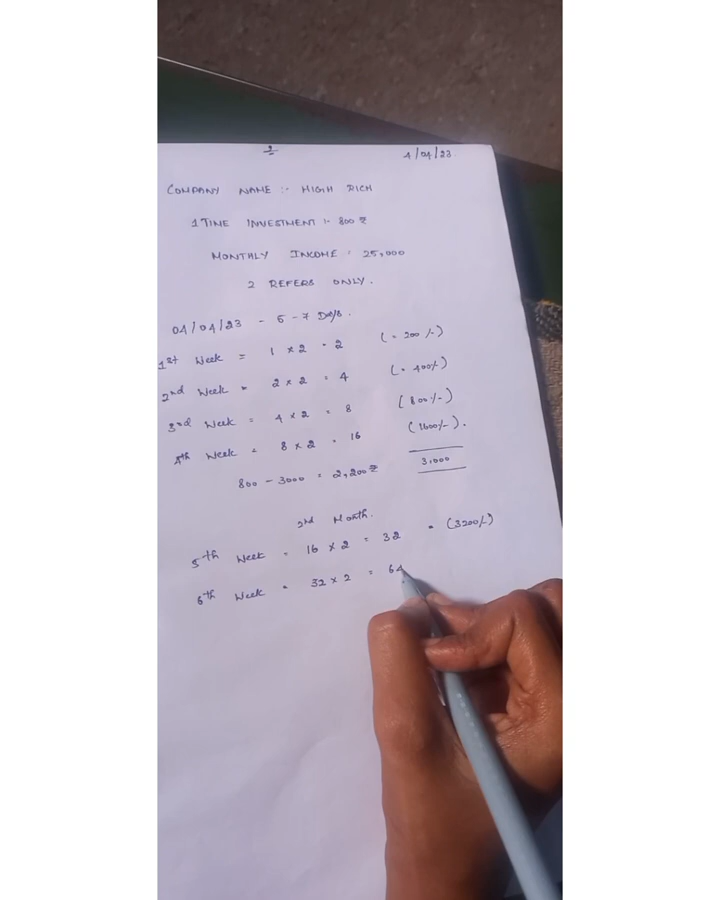 2
4/04/23
COMPANY NAME :- HIGH RICH
1 TIME INVESTMENT :- 800 ₹
MONTHLY INCOME = 25,000
2 REFERS ONLY.
04/04/23 - 5-7 Days.
1st Week = 1 x 2 = 2 (= 200/-)
2nd Week = 2 x 2 = 4 (= 400/-)
3rd Week = 4 x 2 = 8 (800/-)
4th Week = 8 x 2 = 16 (1600/-).
800 - 3000 = 2,200 ₹ 3,000
2nd Month.
5th Week = 16 x 2 = 32 = (3200/-)
6th Week = 32 x 2 = 64